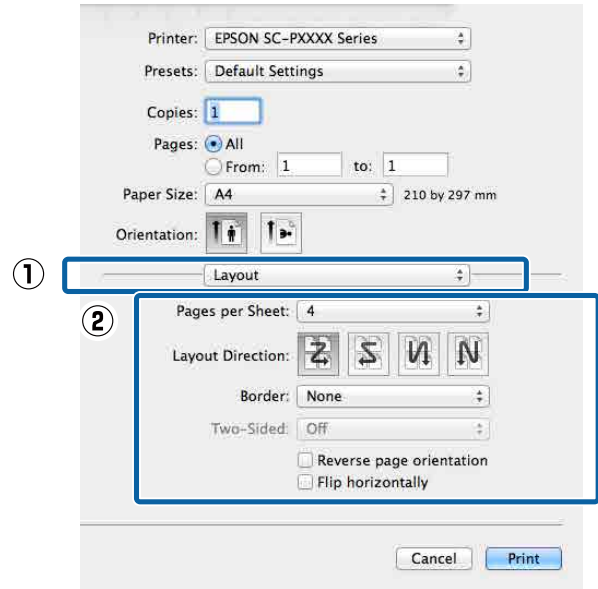 Printer: EPSON SC-PXXXX Series
Presets: Default Settings
Copies: 1
Pages: All
From: 1 to: 1
Paper Size: A4 210 by 297 mm
Orientation:
① Layout
②
Pages per Sheet: 4
Layout Direction:
Border: None
Two-Sided: Off
Reverse page orientation
Flip horizontally
Cancel Print